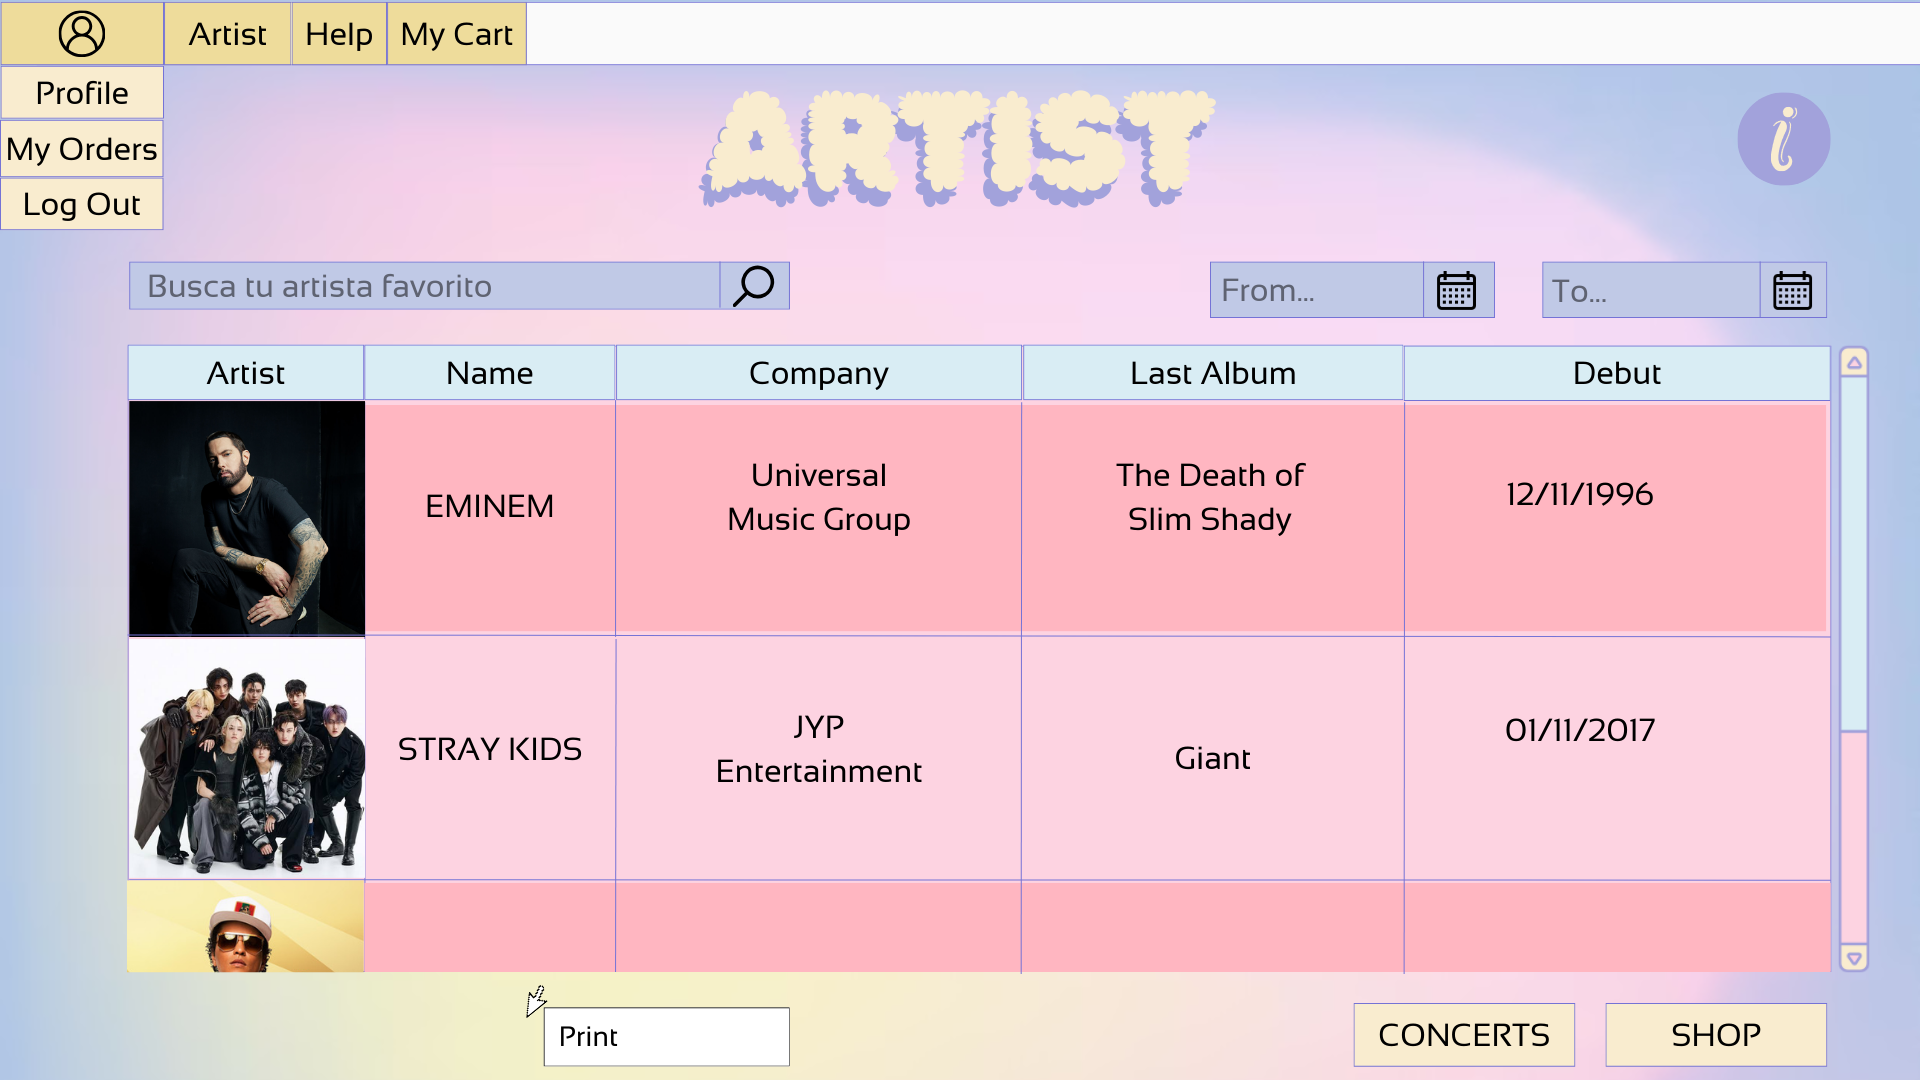 Artist Help My Cart
Profile
My Orders
Log Out
ARTIST
i
Busca tu artista favorito
From...
To...
Artist Name Company Last Album Debut
EMINEM
Universal
Music Group
The Death of
Slim Shady
12/11/1996
STRAY KIDS
JYP
Entertainment
Giant
01/11/2017
Print
CONCERTS
SHOP